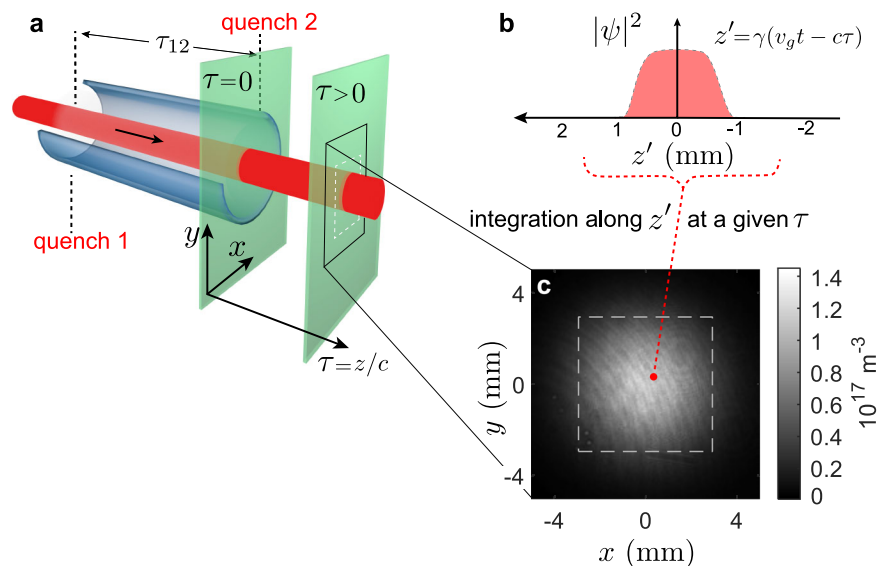 a
quench 2
τ₁₂
τ=0
τ>0
quench 1
y
x
τ=z/c
b
|ψ|²
z′=γ(v_g t − cτ)
2 1 0 -1 -2
z′ (mm)
integration along z′ at a given τ
c
4
0
-4
y (mm)
-4 0 4
x (mm)
1.4
1.2
1
0.8
0.6
0.4
0.2
0
10¹⁷ m⁻³